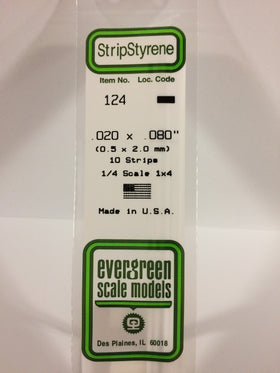 StripStyrene
Item No. Loc. Code
124
.020 x .080"
(0.5 x 2.0 mm)
10 Strips
1/4 Scale 1x4
Made in U.S.A.
evergreen
scale models
Des Plaines, IL 60018